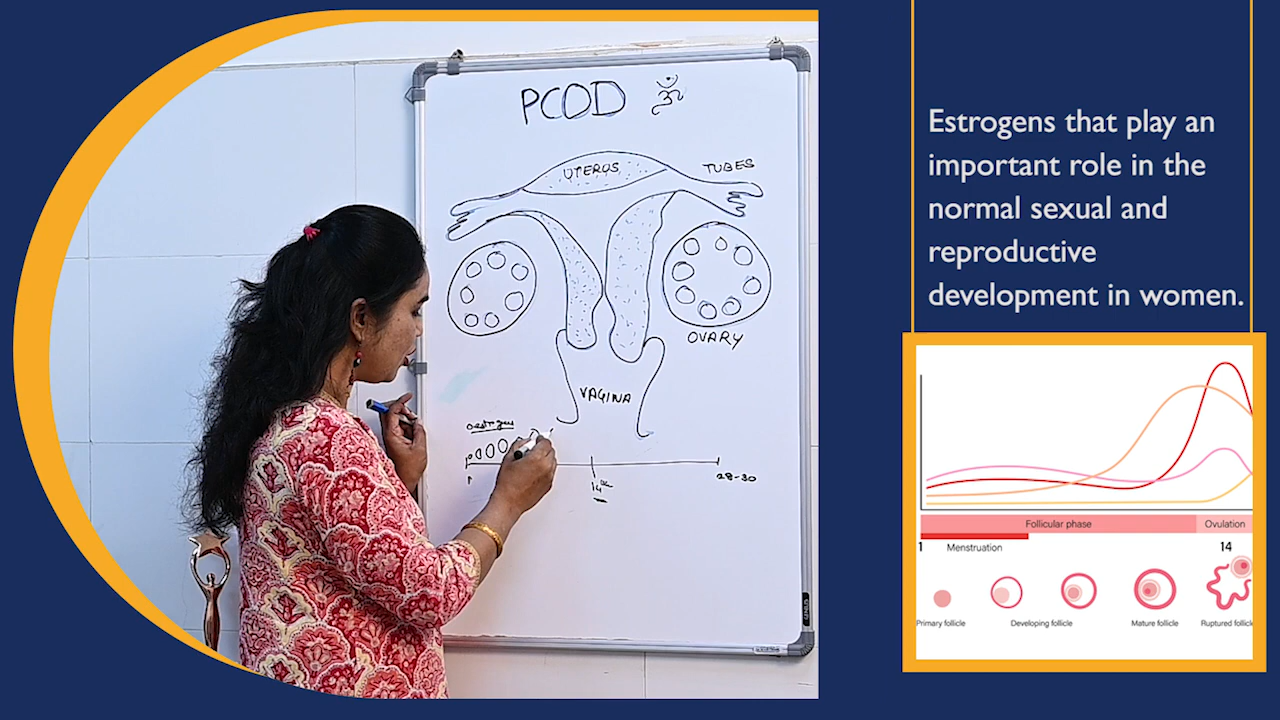 PCOD ॐ
UTERUS TUBES
OVARY
VAGINA
oestrogen
1 14th 28-30
GENIUS
Estrogens that play an
important role in the
normal sexual and
reproductive
development in women.
Follicular phase Ovulation
1 Menstruation 14
Primary follicle Developing follicle Mature follicle Ruptured follicle